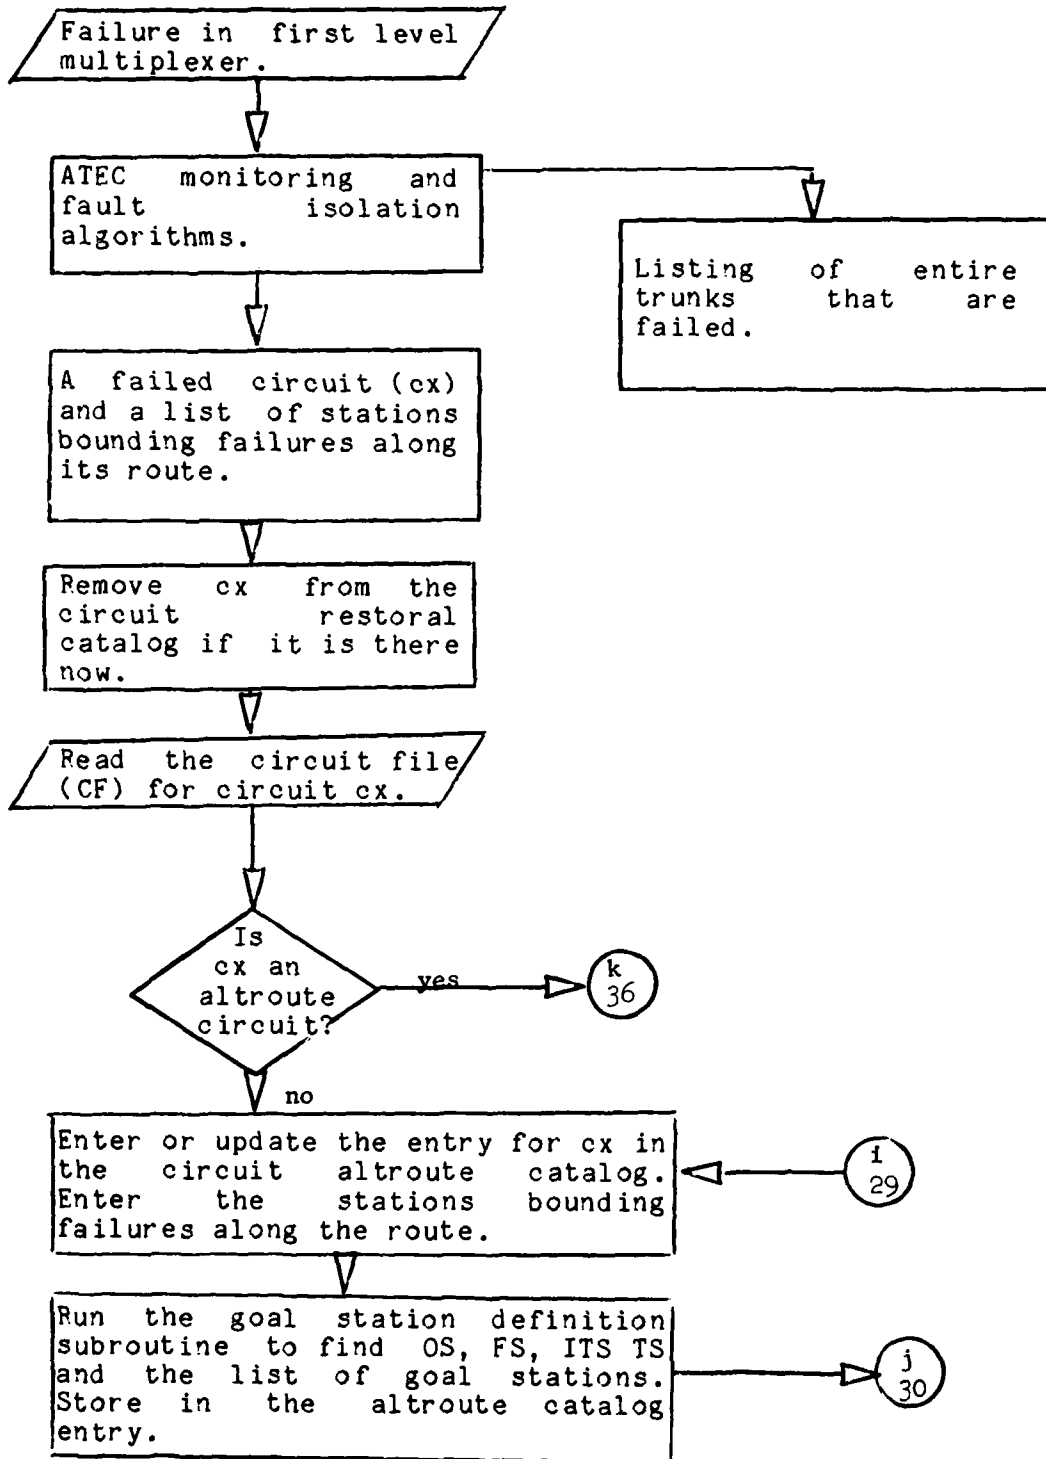 Failure in first level
multiplexer.
ATEC monitoring and
fault isolation
algorithms.
Listing of entire
trunks that are
failed.
A failed circuit (cx)
and a list of stations
bounding failures along
its route.
Remove cx from the
circuit restoral
catalog if it is there
now.
Read the circuit file
(CF) for circuit cx.
Is
cx an
altroute
circuit?
yes
k
36
no
Enter or update the entry for cx in
the circuit altroute catalog.
Enter the stations bounding
failures along the route.
i
29
Run the goal station definition
subroutine to find OS, FS, ITS TS
and the list of goal stations.
Store in the altroute catalog
entry.
j
30